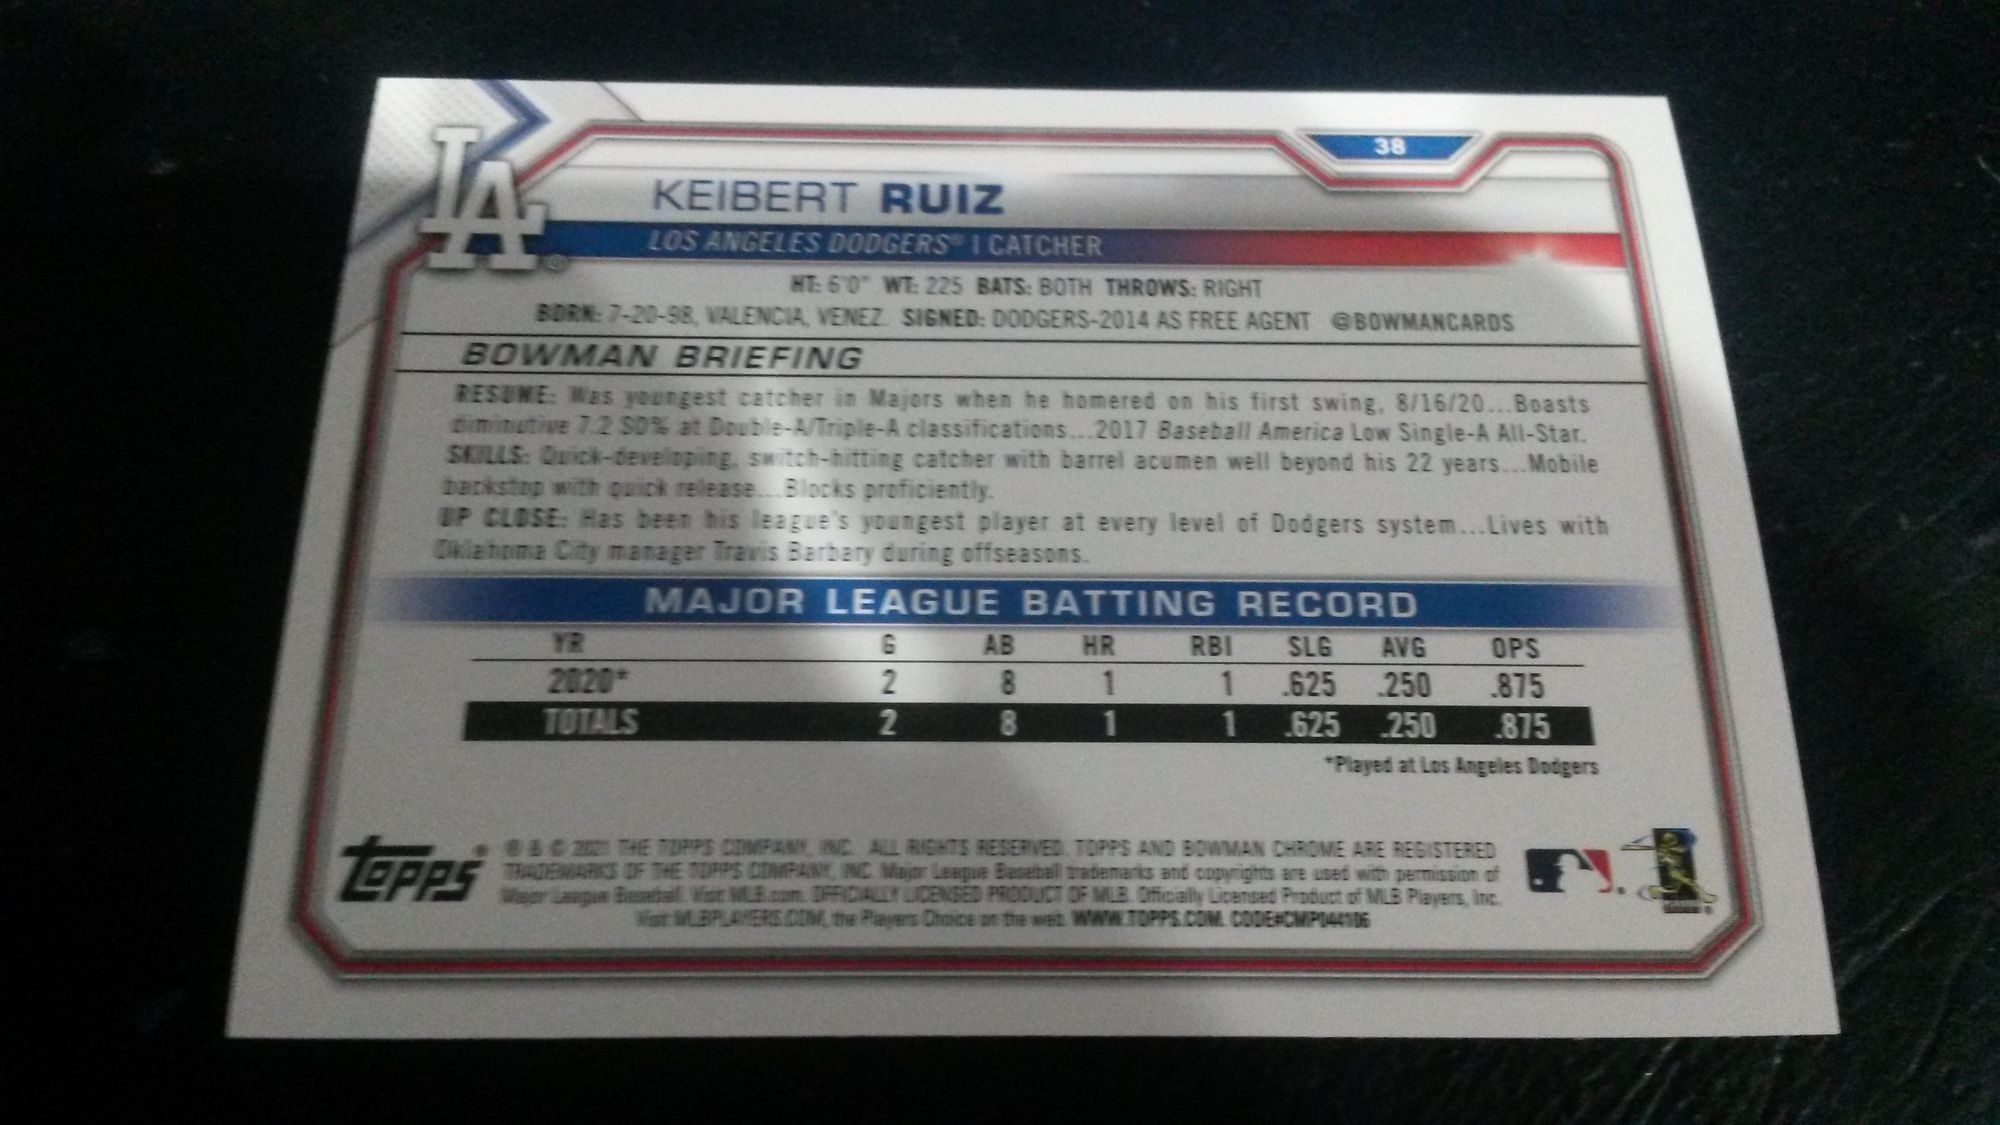 38
LA
KEIBERT RUIZ
LOS ANGELES DODGERS® | CATCHER
HT: 6'0" WT: 225 BATS: BOTH THROWS: RIGHT
BORN: 7-20-98, VALENCIA, VENEZ. SIGNED: DODGERS-2014 AS FREE AGENT @BOWMANCARDS
BOWMAN BRIEFING
RESUME: Was youngest catcher in Majors when he homered on his first swing, 8/16/20...Boasts
diminutive 7.2 SO% at Double-A/Triple-A classifications...2017 Baseball America Low Single-A All-Star.
SKILLS: Quick-developing, switch-hitting catcher with barrel acumen well beyond his 22 years...Mobile
backstop with quick release...Blocks proficiently.
UP CLOSE: Has been his league's youngest player at every level of Dodgers system...Lives with
Oklahoma City manager Travis Barbary during offseasons.
MAJOR LEAGUE BATTING RECORD
YR G AB HR RBI SLG AVG OPS
2020* 2 8 1 1 .625 .250 .875
TOTALS 2 8 1 1 .625 .250 .875
*Played at Los Angeles Dodgers
Topps® ® & © 2021 THE TOPPS COMPANY, INC. ALL RIGHTS RESERVED. TOPPS AND BOWMAN CHROME ARE REGISTERED
TRADEMARKS OF THE TOPPS COMPANY, INC. Major League Baseball trademarks and copyrights are used with permission of
Major League Baseball. Visit MLB.com. OFFICIALLY LICENSED PRODUCT OF MLB. Officially Licensed Product of MLB Players, Inc.
Visit MLBPLAYERS.COM, the Players Choice on the web. WWW.TOPPS.COM. CODE#CMP044106